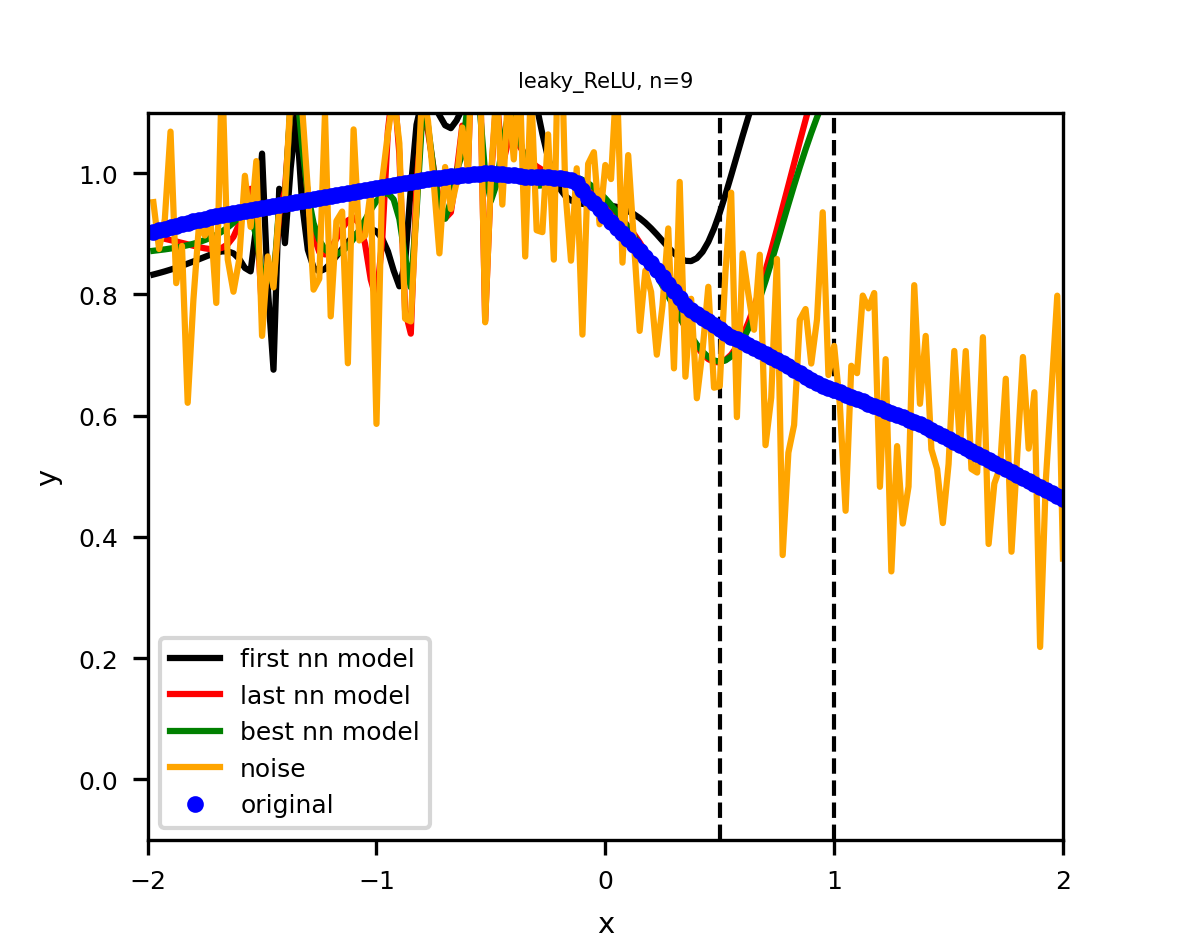 leaky_ReLU, n=9
1.0
0.8
0.6
0.4
0.2
0.0
y
first nn model
last nn model
best nn model
noise
original
−2
−1
0
1
2
x